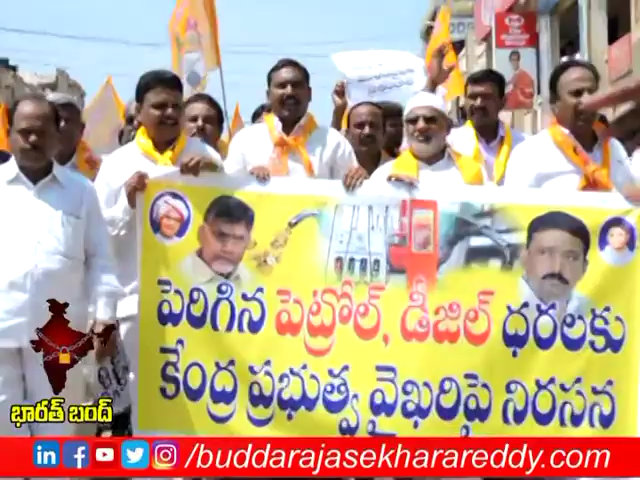 పెరిగిన పెట్రోల్, డీజిల్ ధరలకు
కేంద్ర ప్రభుత్వ వైఖరిపై నిరసన
భారత్ బంద్
/buddarajasekharareddy.com/